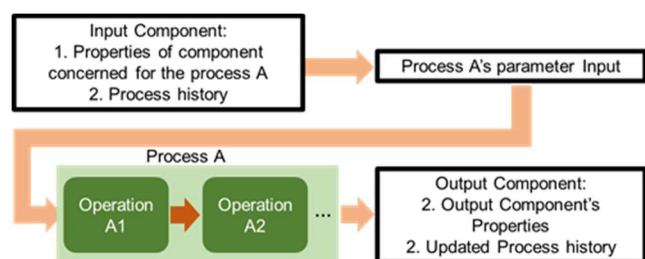 Input Component:
1. Properties of component
concerned for the process A
2. Process history
Process A's parameter Input
Process A
Operation
A1
Operation
A2
...
Output Component:
2. Output Component's
Properties
2. Updated Process history